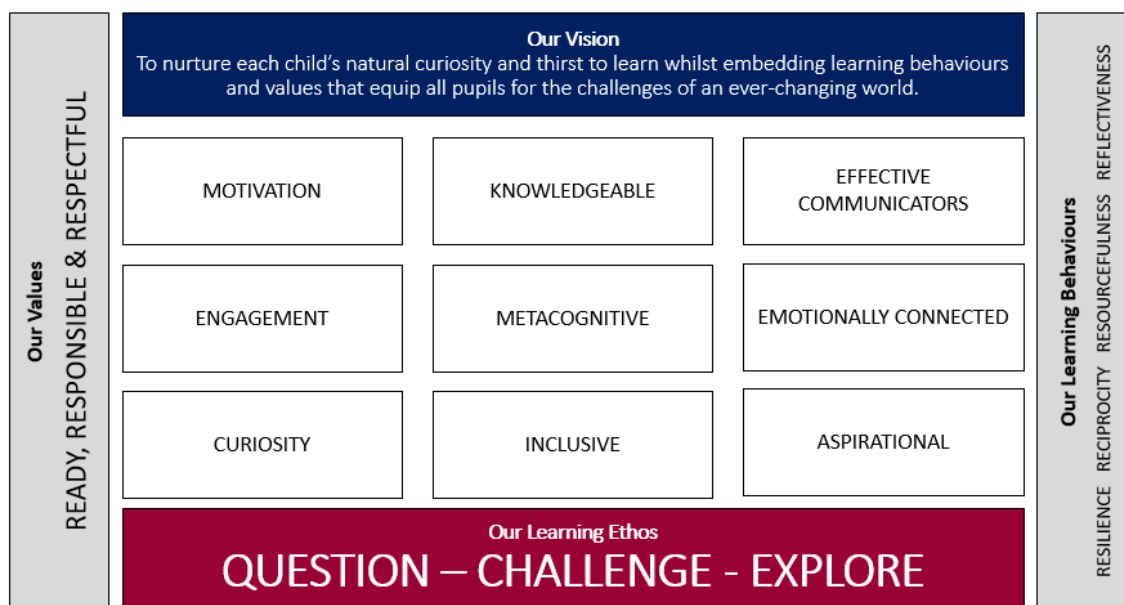 Our Values
READY, RESPONSIBLE & RESPECTFUL
Our Vision
To nurture each child’s natural curiosity and thirst to learn whilst embedding learning behaviours
and values that equip all pupils for the challenges of an ever-changing world.
MOTIVATION
KNOWLEDGEABLE
EFFECTIVE
COMMUNICATORS
ENGAGEMENT
METACOGNITIVE
EMOTIONALLY CONNECTED
CURIOSITY
INCLUSIVE
ASPIRATIONAL
Our Learning Ethos
QUESTION – CHALLENGE - EXPLORE
Our Learning Behaviours
RESILIENCE RECIPROCITY RESOURCEFULNESS REFLECTIVENESS